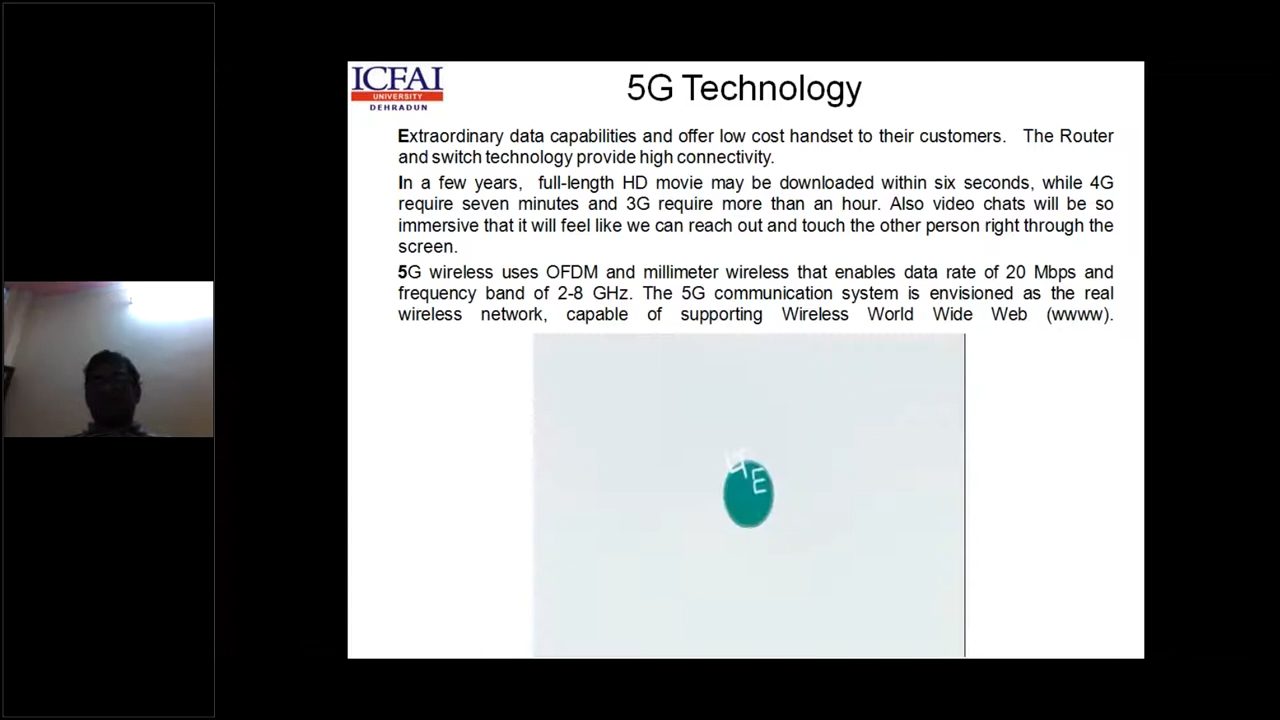 ICFAI
UNIVERSITY
DEHRADUN
5G Technology
Extraordinary data capabilities and offer low cost handset to their customers. The Router
and switch technology provide high connectivity.
In a few years, full-length HD movie may be downloaded within six seconds, while 4G
require seven minutes and 3G require more than an hour. Also video chats will be so
immersive that it will feel like we can reach out and touch the other person right through the
screen.
5G wireless uses OFDM and millimeter wireless that enables data rate of 20 Mbps and
frequency band of 2-8 GHz. The 5G communication system is envisioned as the real
wireless network, capable of supporting Wireless World Wide Web (wwww).